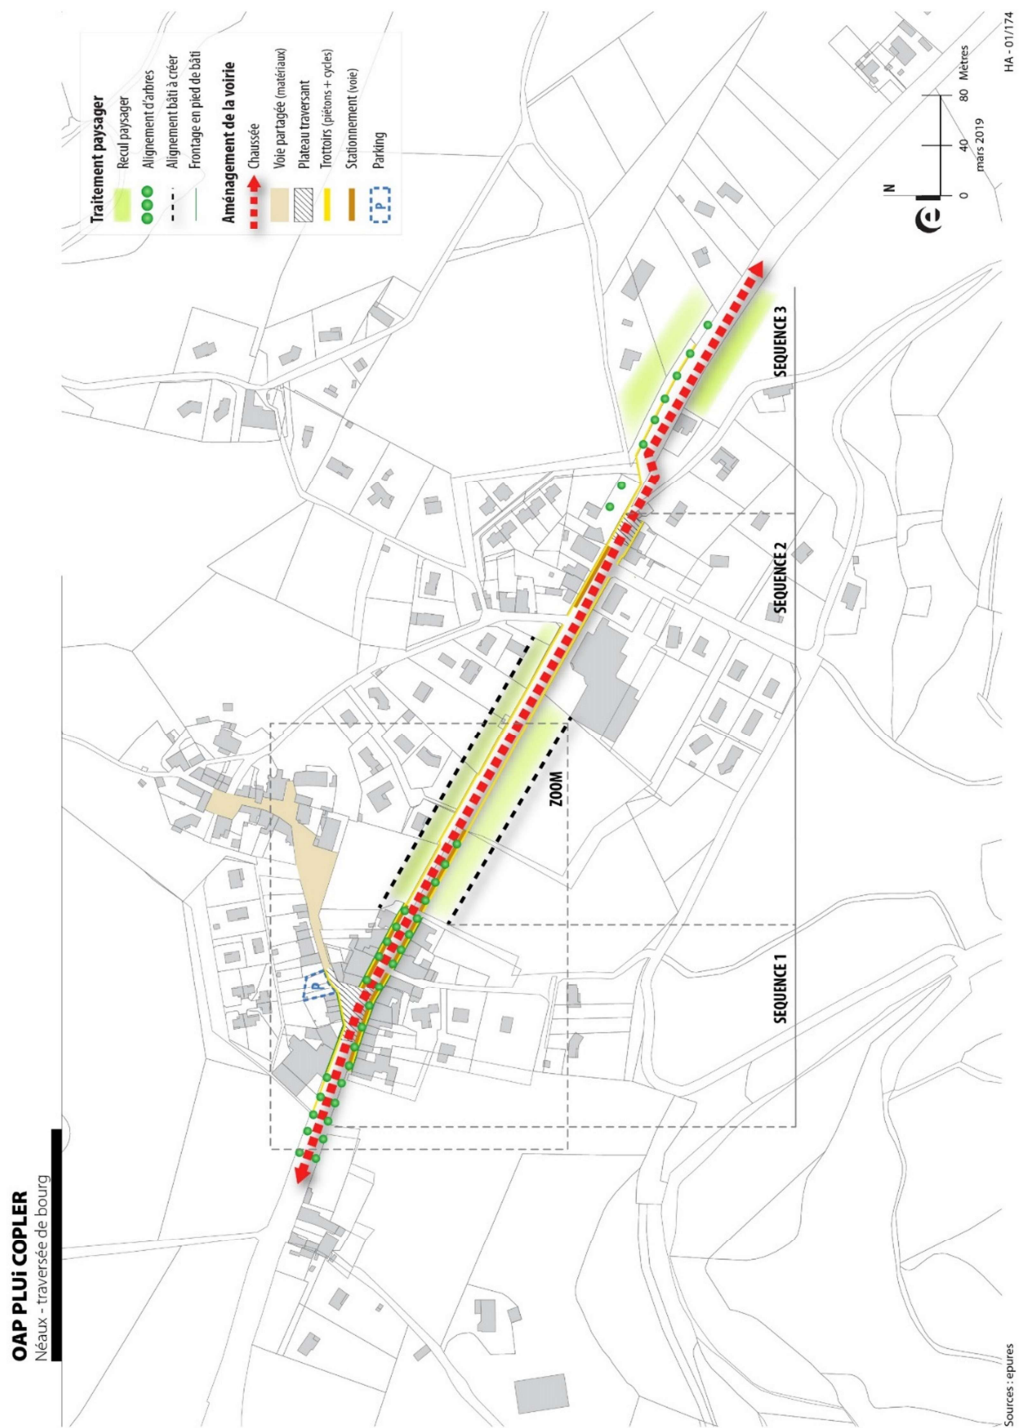 OAP PLUi COPLER
Néaux - traversée de bourg
Traitement paysager
Recul paysager
Alignement d'arbres
Alignement bâti à créer
Frontage en pied de bâti
Aménagement de la voirie
Chaussée
Voie partagée (matériaux)
Plateau traversant
Trottoirs (piétons + cycles)
Stationnement (voie)
P
Parking
P
ZOOM
SEQUENCE 1
SEQUENCE 2
SEQUENCE 3
N
0 40 80 Mètres
mars 2019
Sources : epures
HA - 01/174